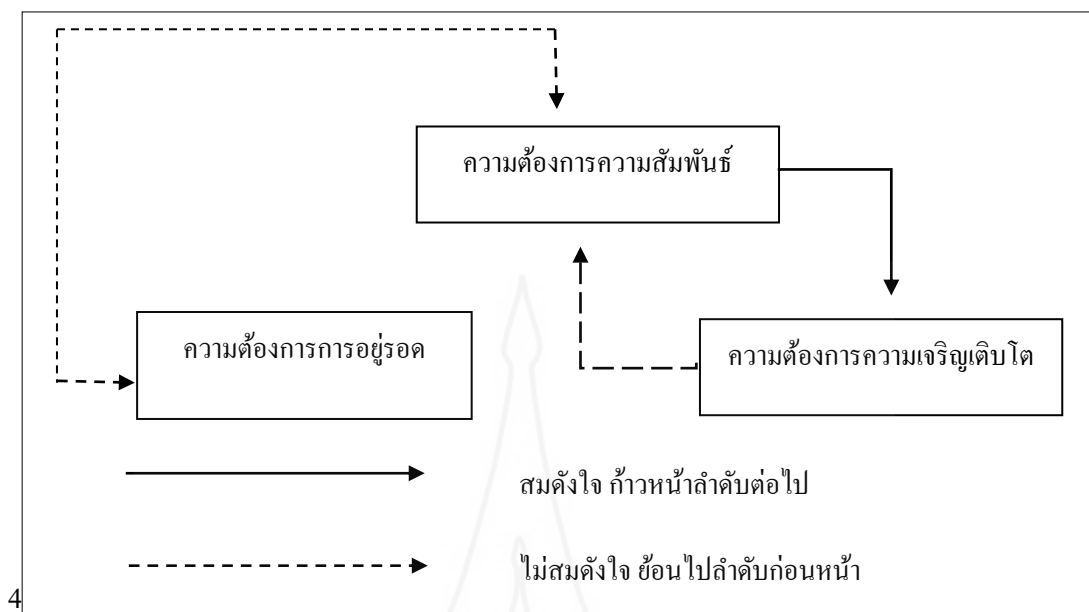 ความต้องการความสัมพันธ์
ความต้องการการอยู่รอด
ความต้องการความเจริญเติบโต
สมดังใจ ก้าวหน้าลำดับต่อไป
ไม่สมดังใจ ย้อนไปลำดับก่อนหน้า
4